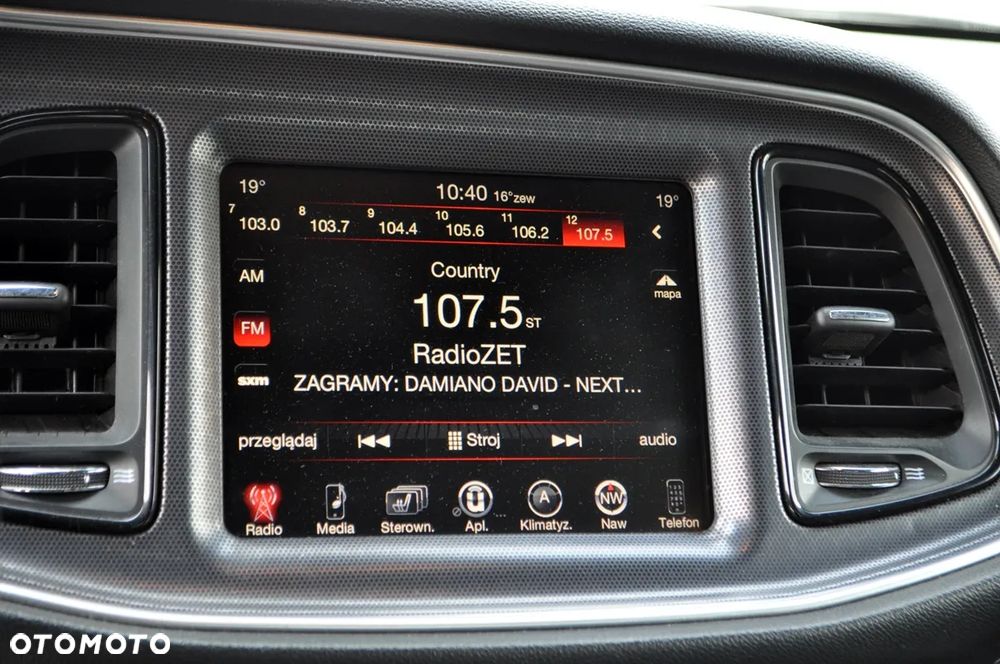 19° 10:40 16°zew 19°
7 103.0 8 103.7 9 104.4 10 105.6 11 106.2 12 107.5
AM
Country
mapa
107.5 ST
FM
RadioZET
sxm
ZAGRAMY: DAMIANO DAVID - NEXT...
przeglądaj Stroj audio
A NW
Radio Media Sterown. Apl. Klimatyz. Naw Telefon
OTOMOTO